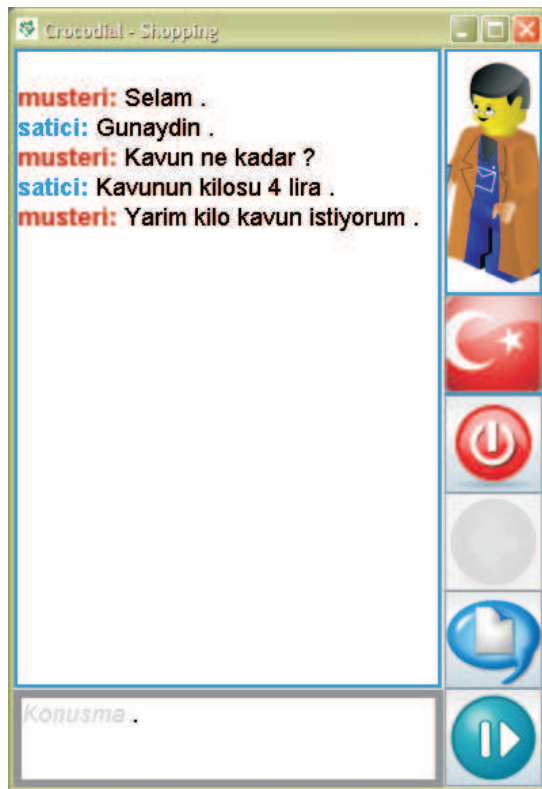 Crocodial - Shopping
musteri: Selam .
satici: Gunaydin .
musteri: Kavun ne kadar ?
satici: Kavunun kilosu 4 lira .
musteri: Yarim kilo kavun istiyorum .
Konusma .